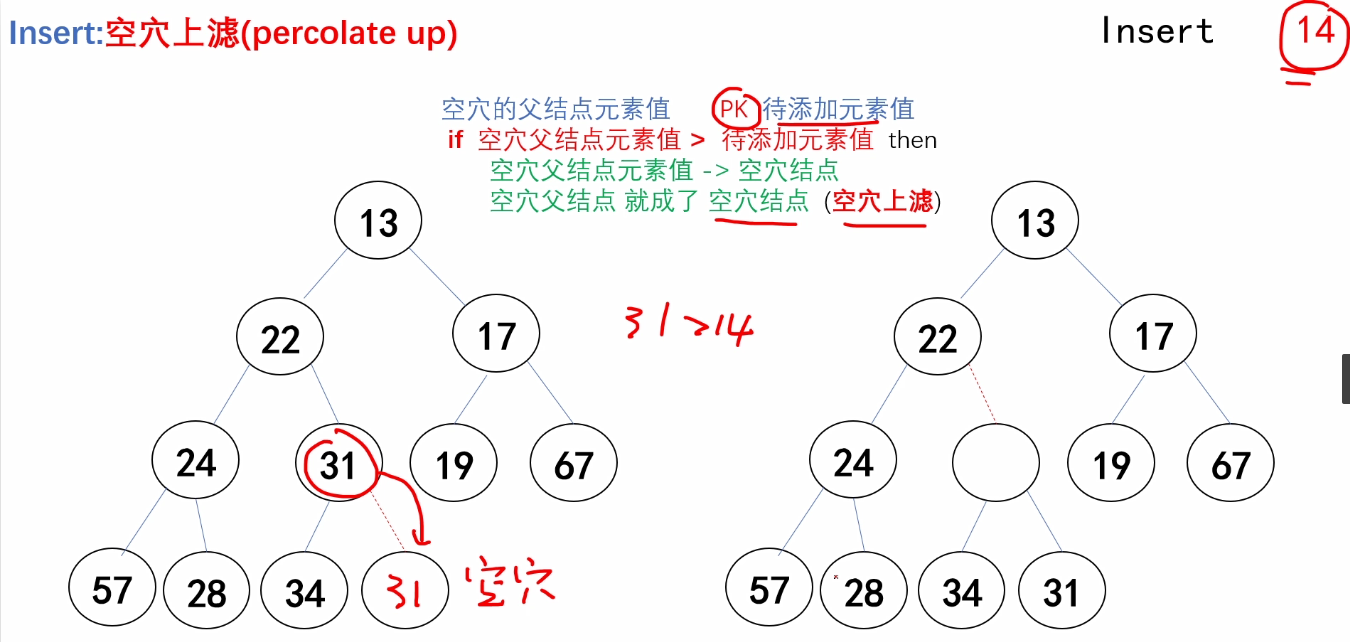 Insert:空穴上滤(percolate up)
Insert 14
空穴的父结点元素值 PK 待添加元素值
if 空穴父结点元素值 > 待添加元素值 then
空穴父结点元素值 -> 空穴结点
空穴父结点 就成了 空穴结点 (空穴上滤)
13 13
22 17 31>14 22 17
24 31 19 67 24 19 67
57 28 34 31 空穴 57 28 34 31